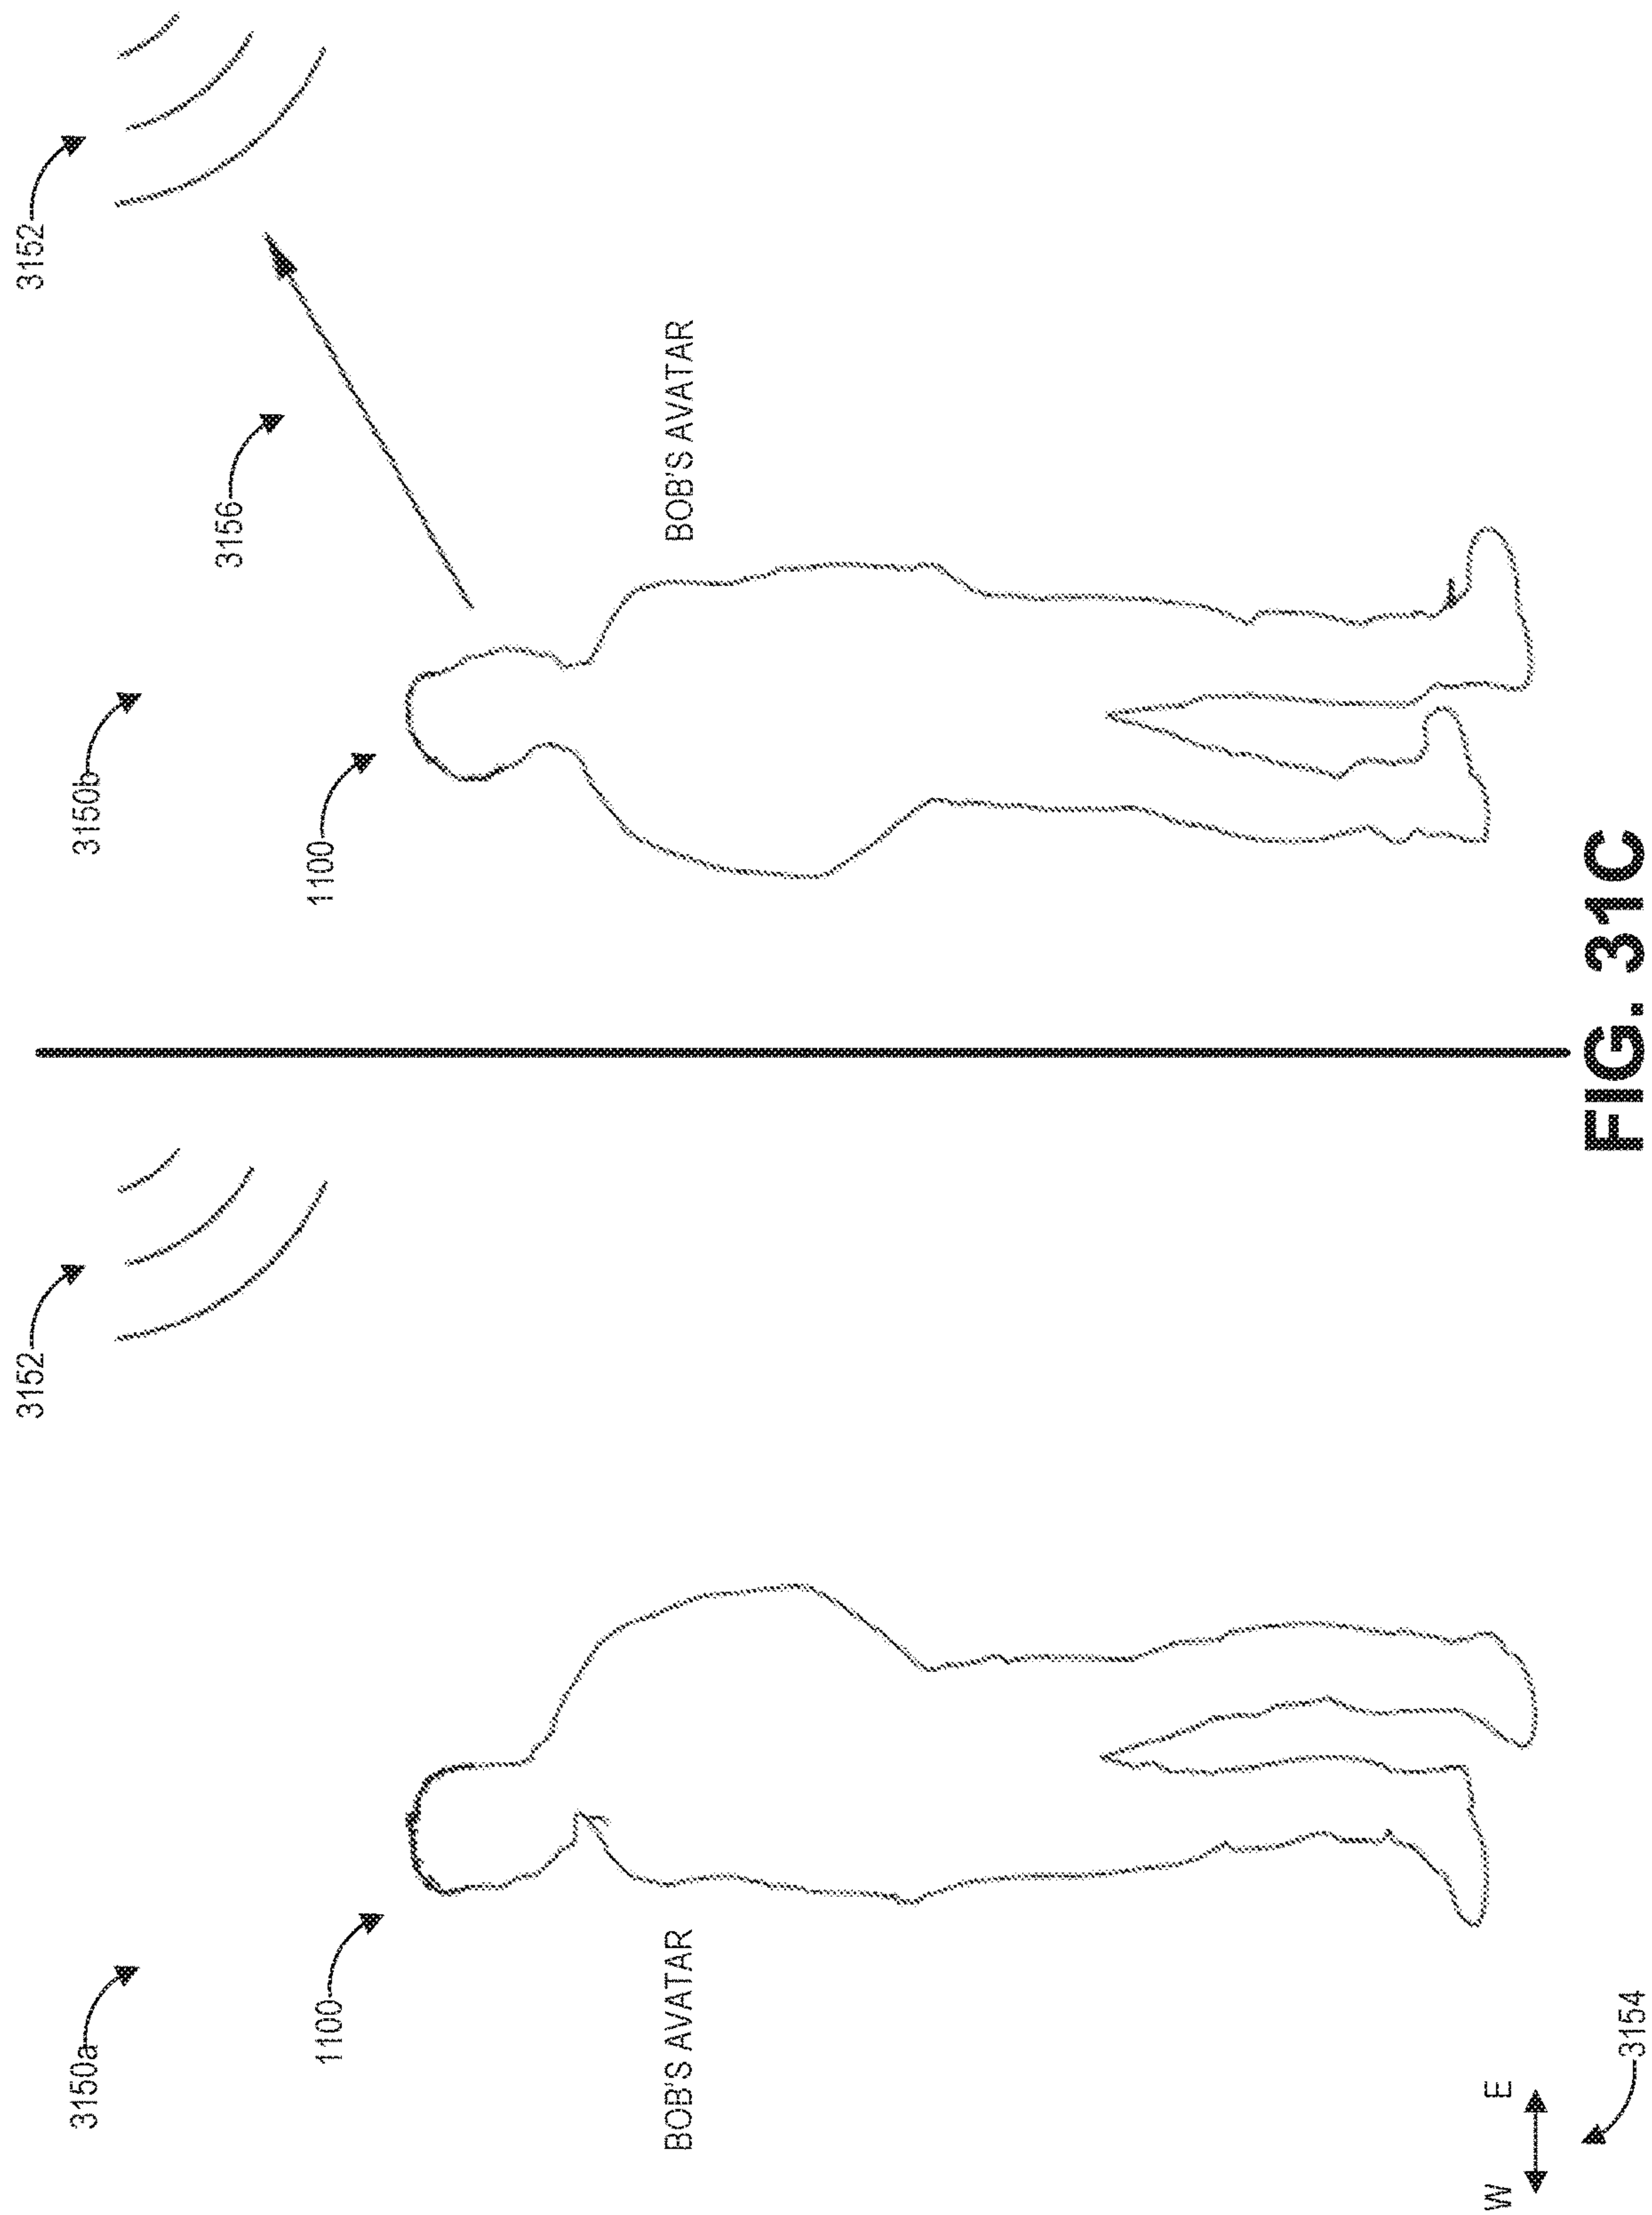 3150a
3152
1100
BOB'S AVATAR
W E
3154
3150b
3152
3156
1100
BOB'S AVATAR
FIG. 31C